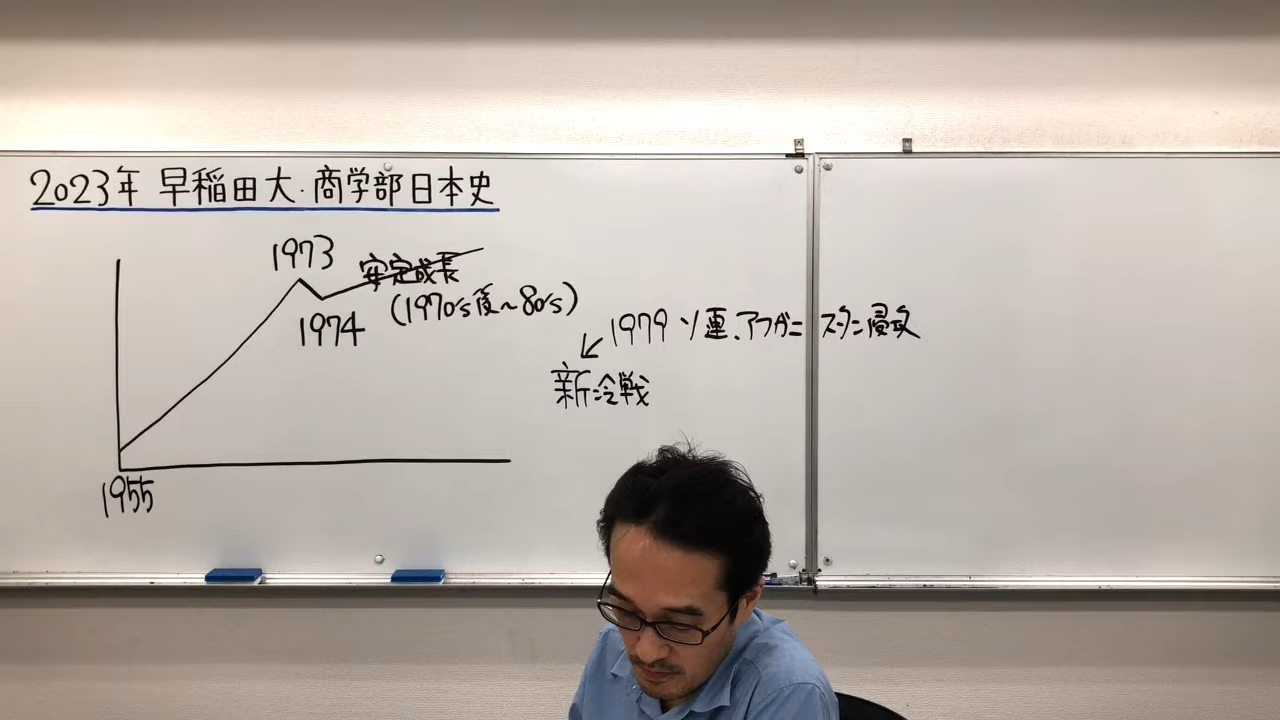 2023年 早稲田大・商学部日本史
1973
安定成長
(1970's後～80's)
1974
1979 ソ連、アフガニスタン侵攻
新冷戦
1955